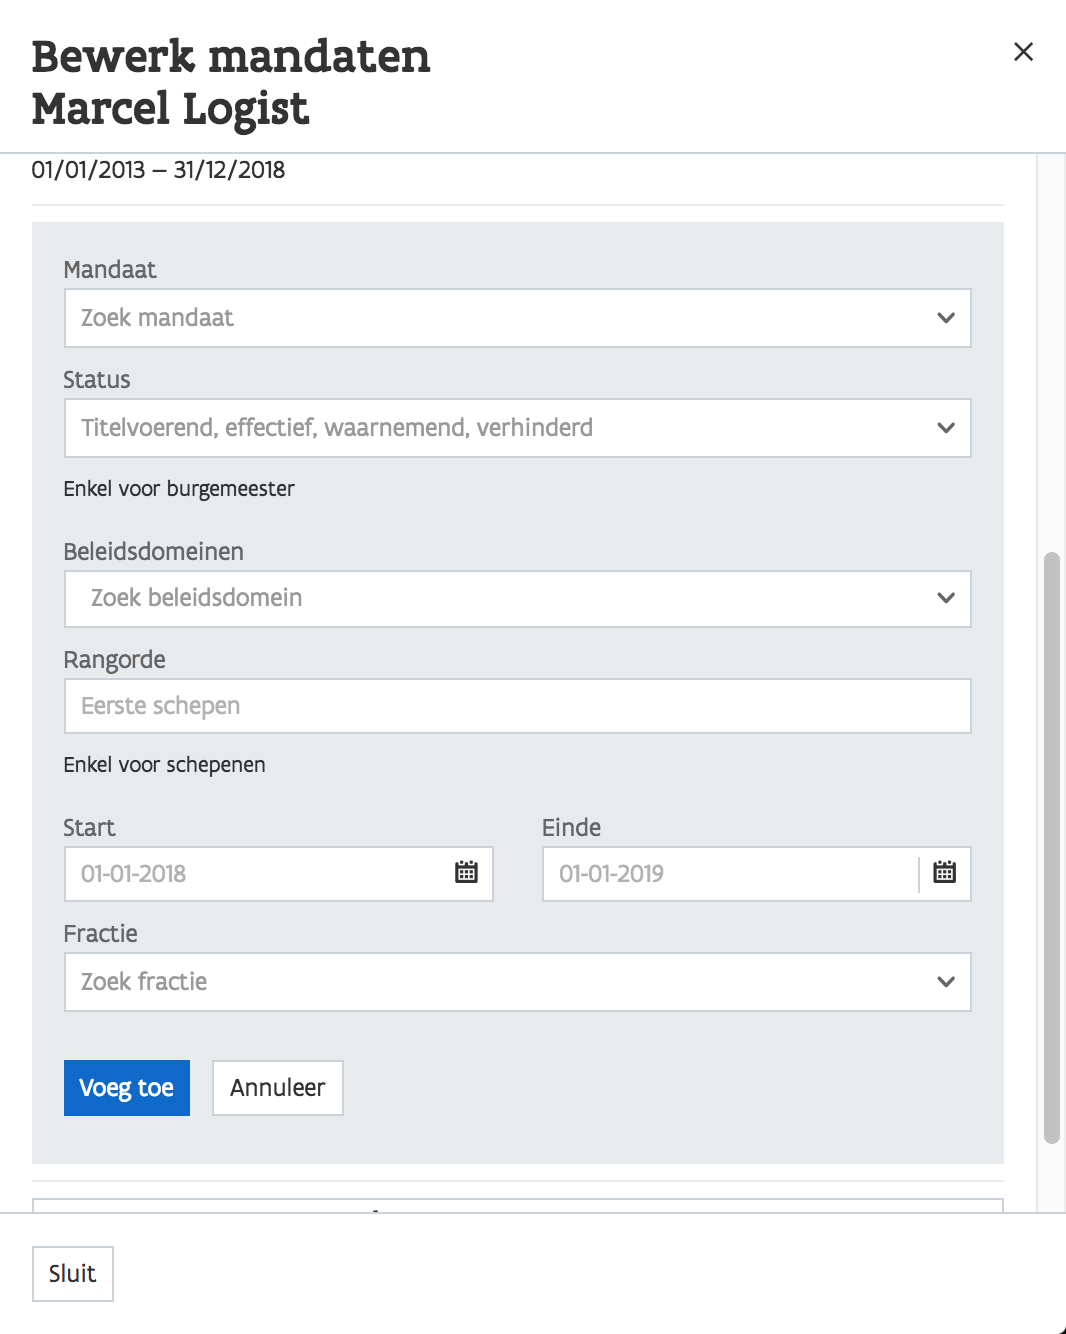 Bewerk mandaten
Marcel Logist
01/01/2013 – 31/12/2018
Mandaat
Zoek mandaat
Status
Titelvoerend, effectief, waarnemend, verhinderd
Enkel voor burgemeester
Beleidsdomeinen
Zoek beleidsdomein
Rangorde
Eerste schepen
Enkel voor schepenen
Start
Einde
01-01-2018
01-01-2019
Fractie
Zoek fractie
Voeg toe
Annuleer
Sluit